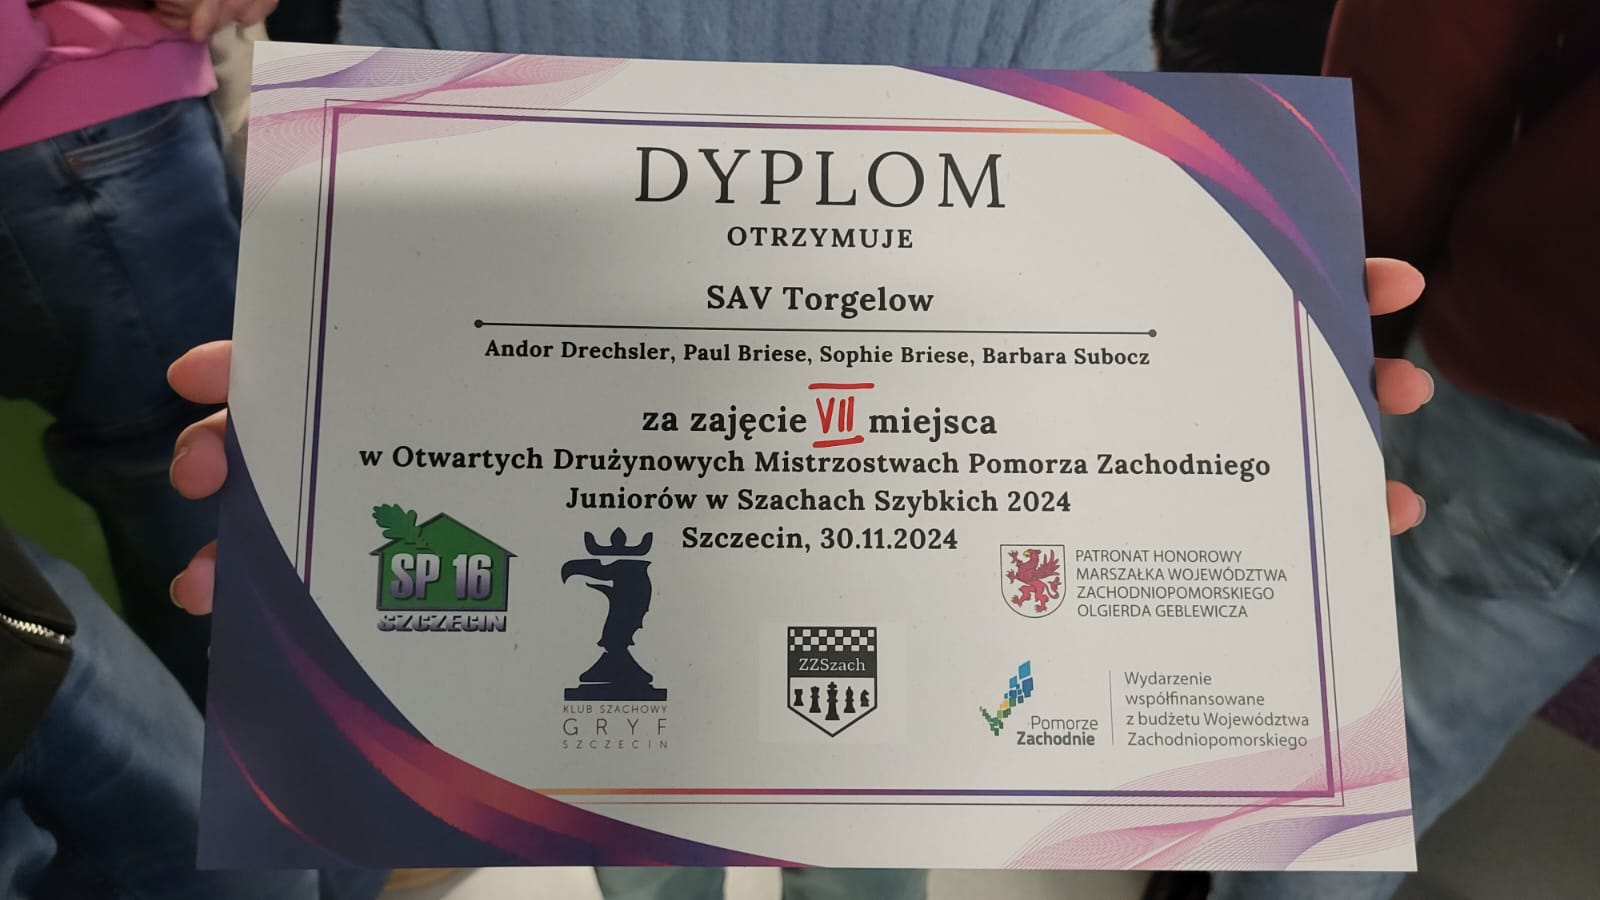 DYPLOM
OTRZYMUJE
SAV Torgelow
Andor Drechsler, Paul Briese, Sophie Briese, Barbara Subocz
za zajęcie VII miejsca
w Otwartych Drużynowych Mistrzostwach Pomorza Zachodniego
Juniorów w Szachach Szybkich 2024
Szczecin, 30.11.2024
SP 16
SZCZECIN
KLUB SZACHOWY
GRYF
SZCZECIN
ZZSzach
PATRONAT HONOROWY
MARSZAŁKA WOJEWÓDZTWA
ZACHODNIOPOMORSKIEGO
OLGIERDA GEBLEWICZA
Pomorze
Zachodnie
Wydarzenie
współfinansowane
z budżetu Województwa
Zachodniopomorskiego